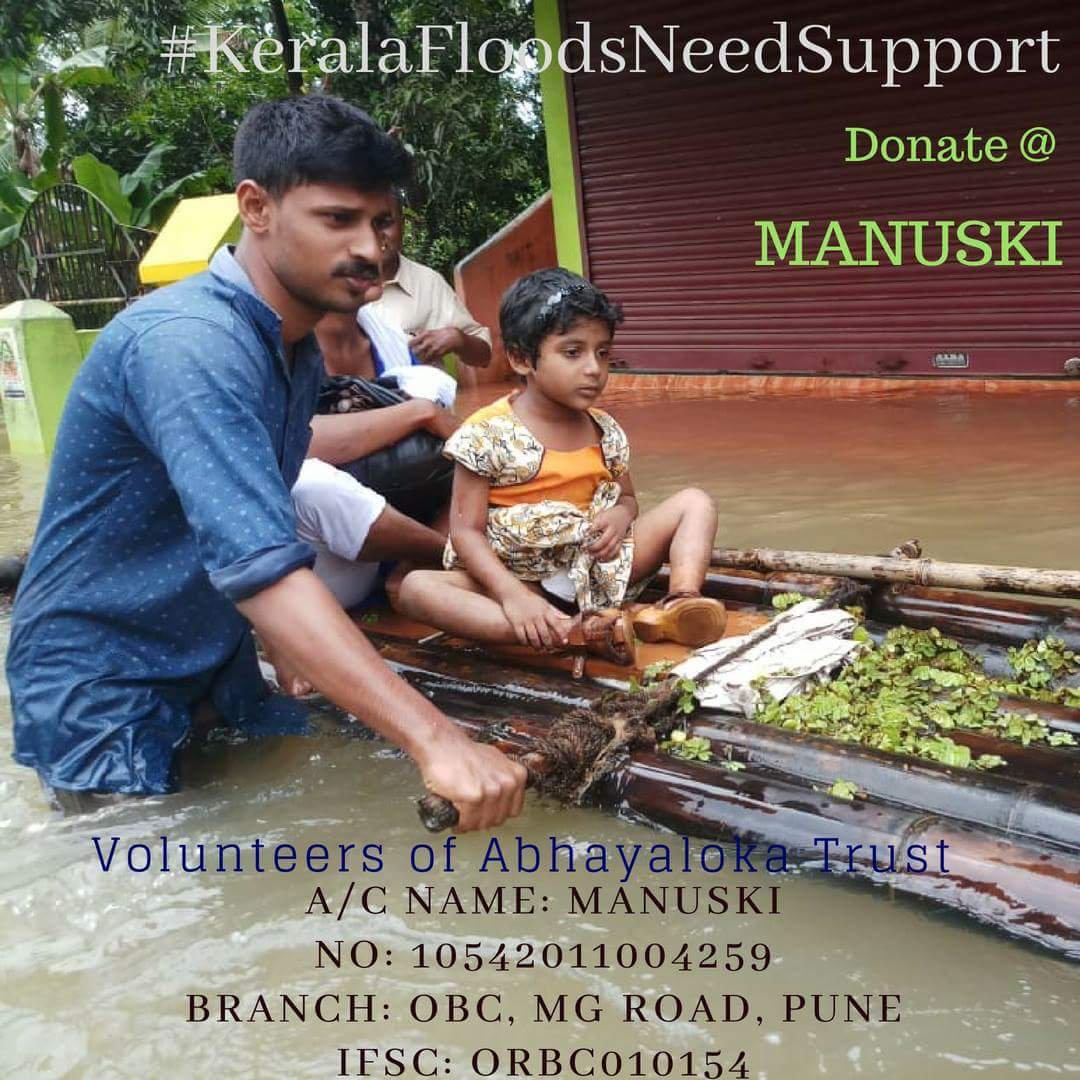 #KeralaFloodsNeedSupport
Donate @
MANUSKI
Volunteers of Abhayaloka Trust
A/C NAME: MANUSKI
NO: 10542011004259
BRANCH: OBC, MG ROAD, PUNE
IFSC: ORBC010154